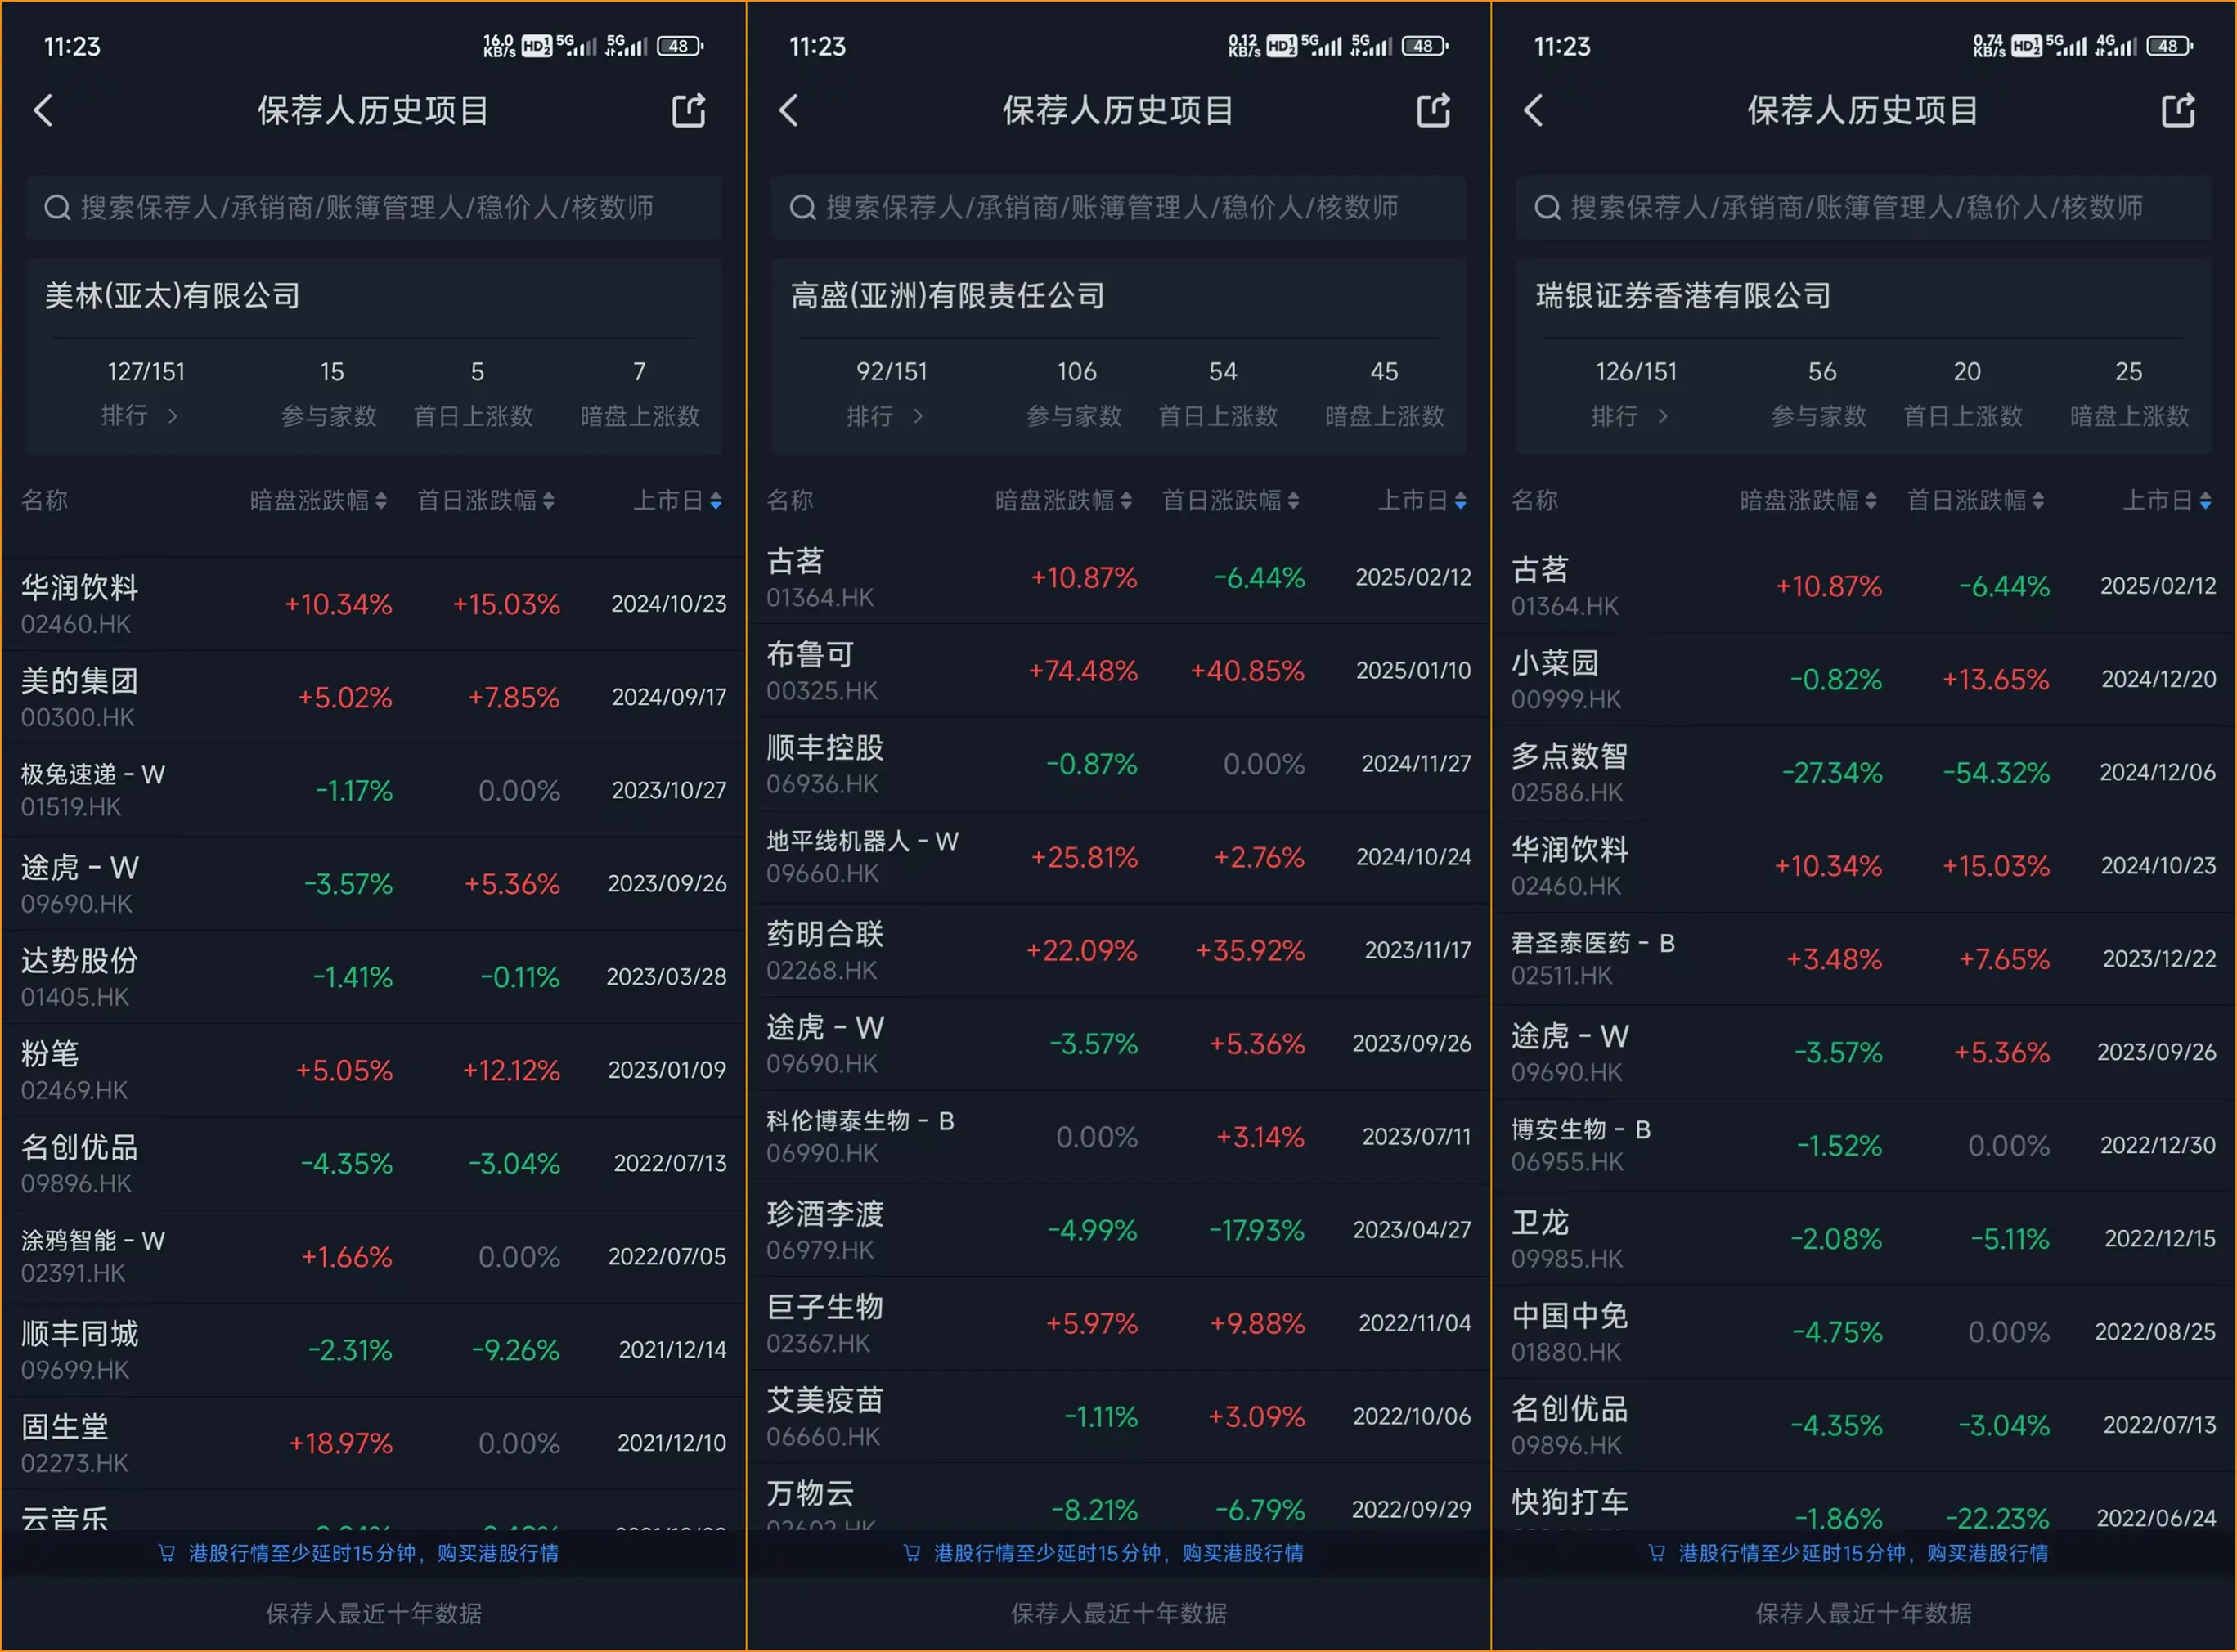 11:23
16.0 KB/s HD 5G 5G 48
保荐人历史项目
搜索保荐人/承销商/账簿管理人/稳价人/核数师
美林(亚太)有限公司
127/151 15 5 7
排行 > 参与家数 首日上涨数 暗盘上涨数
名称 暗盘涨跌幅 首日涨跌幅 上市日
华润饮料 +10.34% +15.03% 2024/10/23
02460.HK
美的集团 +5.02% +7.85% 2024/09/17
00300.HK
极兔速递-W -1.17% 0.00% 2023/10/27
01519.HK
途虎-W -3.57% +5.36% 2023/09/26
09690.HK
达势股份 -1.41% -0.11% 2023/03/28
01405.HK
粉笔 +5.05% +12.12% 2023/01/09
02469.HK
名创优品 -4.35% -3.04% 2022/07/13
09896.HK
涂鸦智能-W +1.66% 0.00% 2022/07/05
02391.HK
顺丰同城 -2.31% -9.26% 2021/12/14
09699.HK
固生堂 +18.97% 0.00% 2021/12/10
02273.HK
云音乐
港股行情至少延时15分钟，购买港股行情
保荐人最近十年数据
11:23
0.12 KB/s HD 5G 5G 48
保荐人历史项目
搜索保荐人/承销商/账簿管理人/稳价人/核数师
高盛(亚洲)有限责任公司
92/151 106 54 45
排行 > 参与家数 首日上涨数 暗盘上涨数
名称 暗盘涨跌幅 首日涨跌幅 上市日
古茗 +10.87% -6.44% 2025/02/12
01364.HK
布鲁可 +74.48% +40.85% 2025/01/10
00325.HK
顺丰控股 -0.87% 0.00% 2024/11/27
06936.HK
地平线机器人-W +25.81% +2.76% 2024/10/24
09660.HK
药明合联 +22.09% +35.92% 2023/11/17
02268.HK
途虎-W -3.57% +5.36% 2023/09/26
09690.HK
科伦博泰生物-B 0.00% +3.14% 2023/07/11
06990.HK
珍酒李渡 -4.99% -17.93% 2023/04/27
06979.HK
巨子生物 +5.97% +9.88% 2022/11/04
02367.HK
艾美疫苗 -1.11% +3.09% 2022/10/06
06660.HK
万物云 -8.21% -6.79% 2022/09/29
02602.HK
港股行情至少延时15分钟，购买港股行情
保荐人最近十年数据
11:23
0.74 KB/s HD 5G 4G 48
保荐人历史项目
搜索保荐人/承销商/账簿管理人/稳价人/核数师
瑞银证券香港有限公司
126/151 56 20 25
排行 > 参与家数 首日上涨数 暗盘上涨数
名称 暗盘涨跌幅 首日涨跌幅 上市日
古茗 +10.87% -6.44% 2025/02/12
01364.HK
小菜园 -0.82% +13.65% 2024/12/20
00999.HK
多点数智 -27.34% -54.32% 2024/12/06
02586.HK
华润饮料 +10.34% +15.03% 2024/10/23
02460.HK
君圣泰医药-B +3.48% +7.65% 2023/12/22
02511.HK
途虎-W -3.57% +5.36% 2023/09/26
09690.HK
博安生物-B -1.52% 0.00% 2022/12/30
06955.HK
卫龙 -2.08% -5.11% 2022/12/15
09985.HK
中国中免 -4.75% 0.00% 2022/08/25
01880.HK
名创优品 -4.35% -3.04% 2022/07/13
09896.HK
快狗打车 -1.86% -22.23% 2022/06/24
港股行情至少延时15分钟，购买港股行情
保荐人最近十年数据